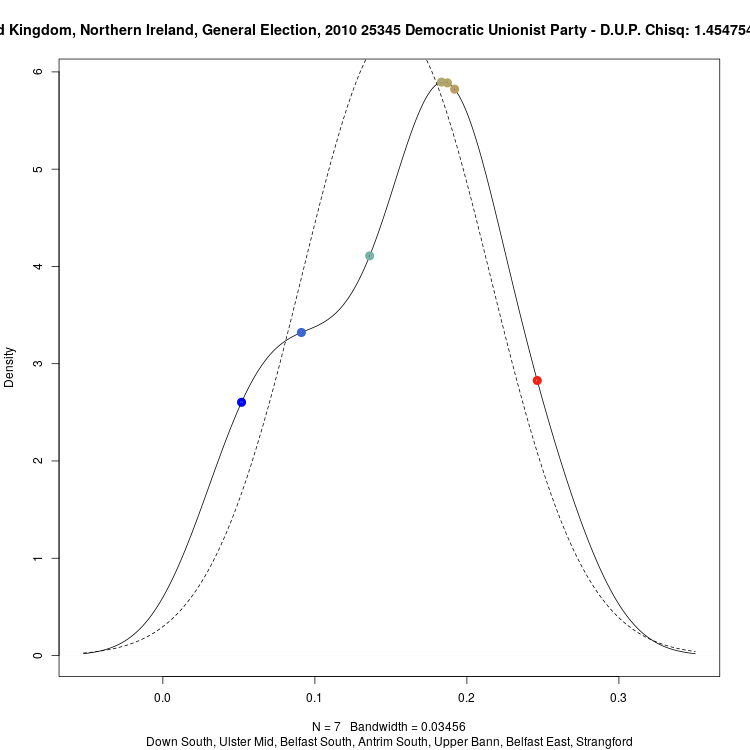 Kingdom, Northern Ireland, General Election, 2010 25345 Democratic Unionist Party - D.U.P. Chisq: 1.454754
Density
6
5
4
3
2
1
0
0.0 0.1 0.2 0.3
N = 7 Bandwidth = 0.03456
Down South, Ulster Mid, Belfast South, Antrim South, Upper Bann, Belfast East, Strangford